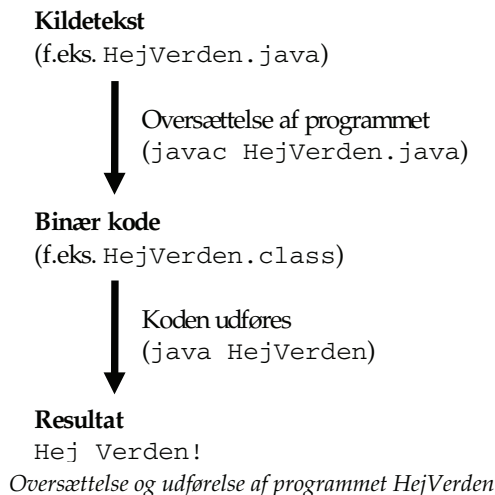 Kildetekst
(f.eks. HejVerden.java)
Oversættelse af programmet
(javac HejVerden.java)
Binær kode
(f.eks. HejVerden.class)
Koden udføres
(java HejVerden)
Resultat
Hej Verden!
Oversættelse og udførelse af programmet HejVerden